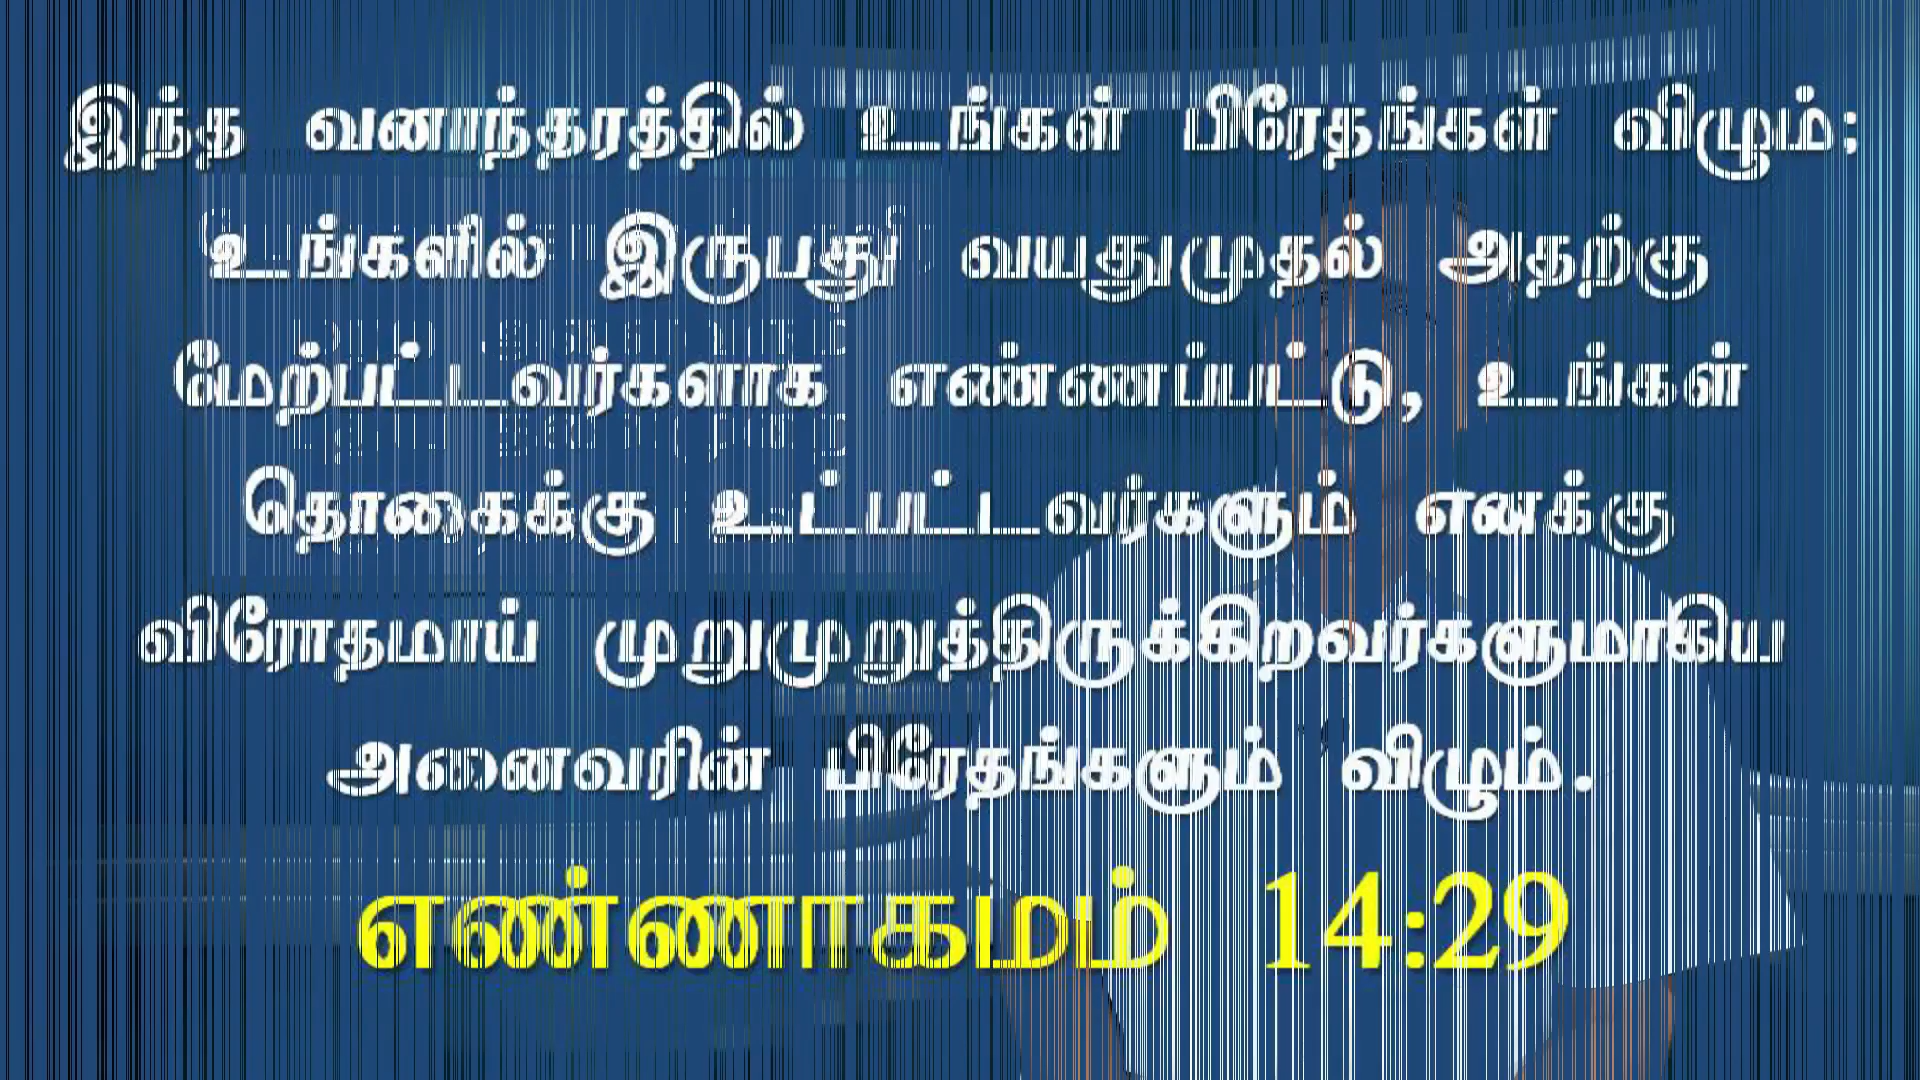 இந்த வனாந்தரத்தில் உங்கள் பிரேதங்கள் விழும்;
உங்களில் இருபது வயதுமுதல் அதற்கு
மேற்பட்டவர்களாக எண்ணப்பட்டு, உங்கள்
தொகைக்கு உட்பட்டவர்களும் எனக்கு
விரோதமாய் முறுமுறுத்திருக்கிறவர்களுமாகிய
அனைவரின் பிரேதங்களும் விழும்.
எண்ணாகமம் 14:29